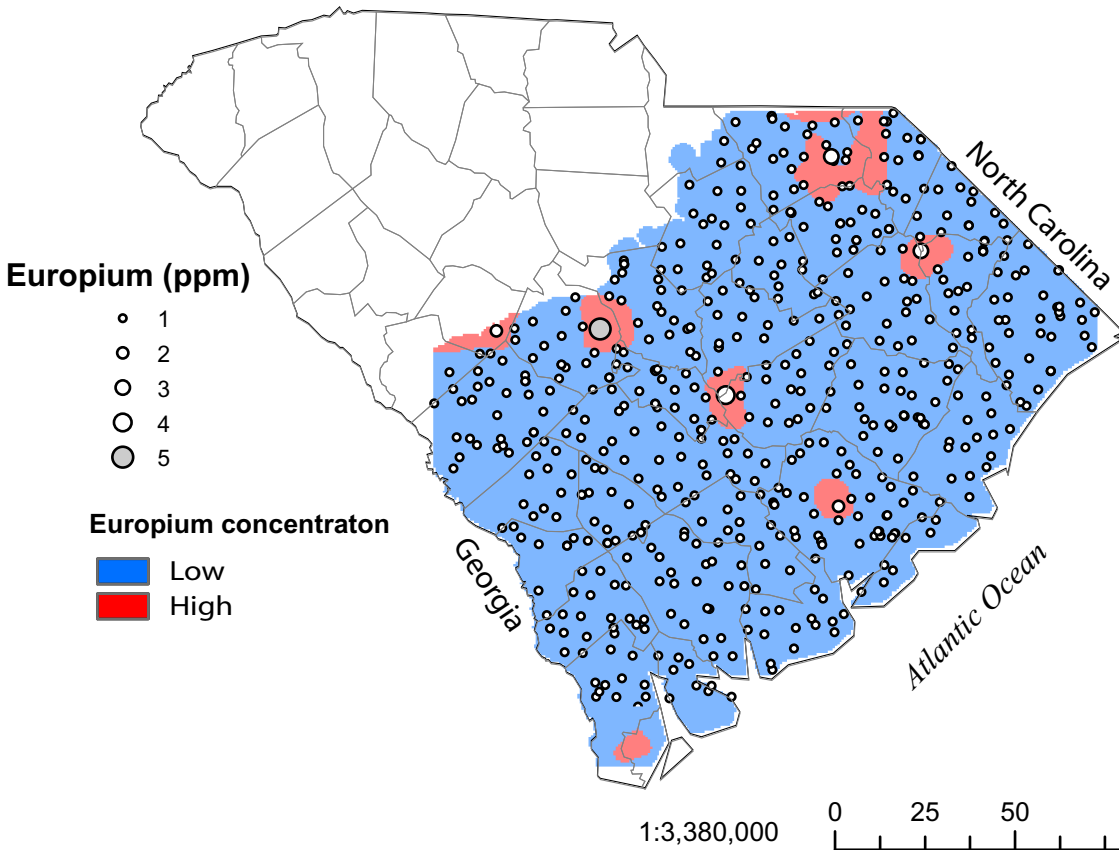 North Carolina
Europium (ppm)
1
2
3
4
5
Europium concentraton
Low
High
Georgia
Atlantic Ocean
1:3,380,000
0 25 50